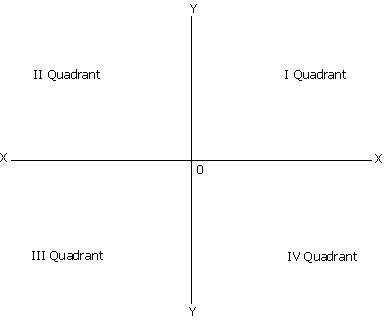 Y
II Quadrant
I Quadrant
X
X
0
III Quadrant
IV Quadrant
Y